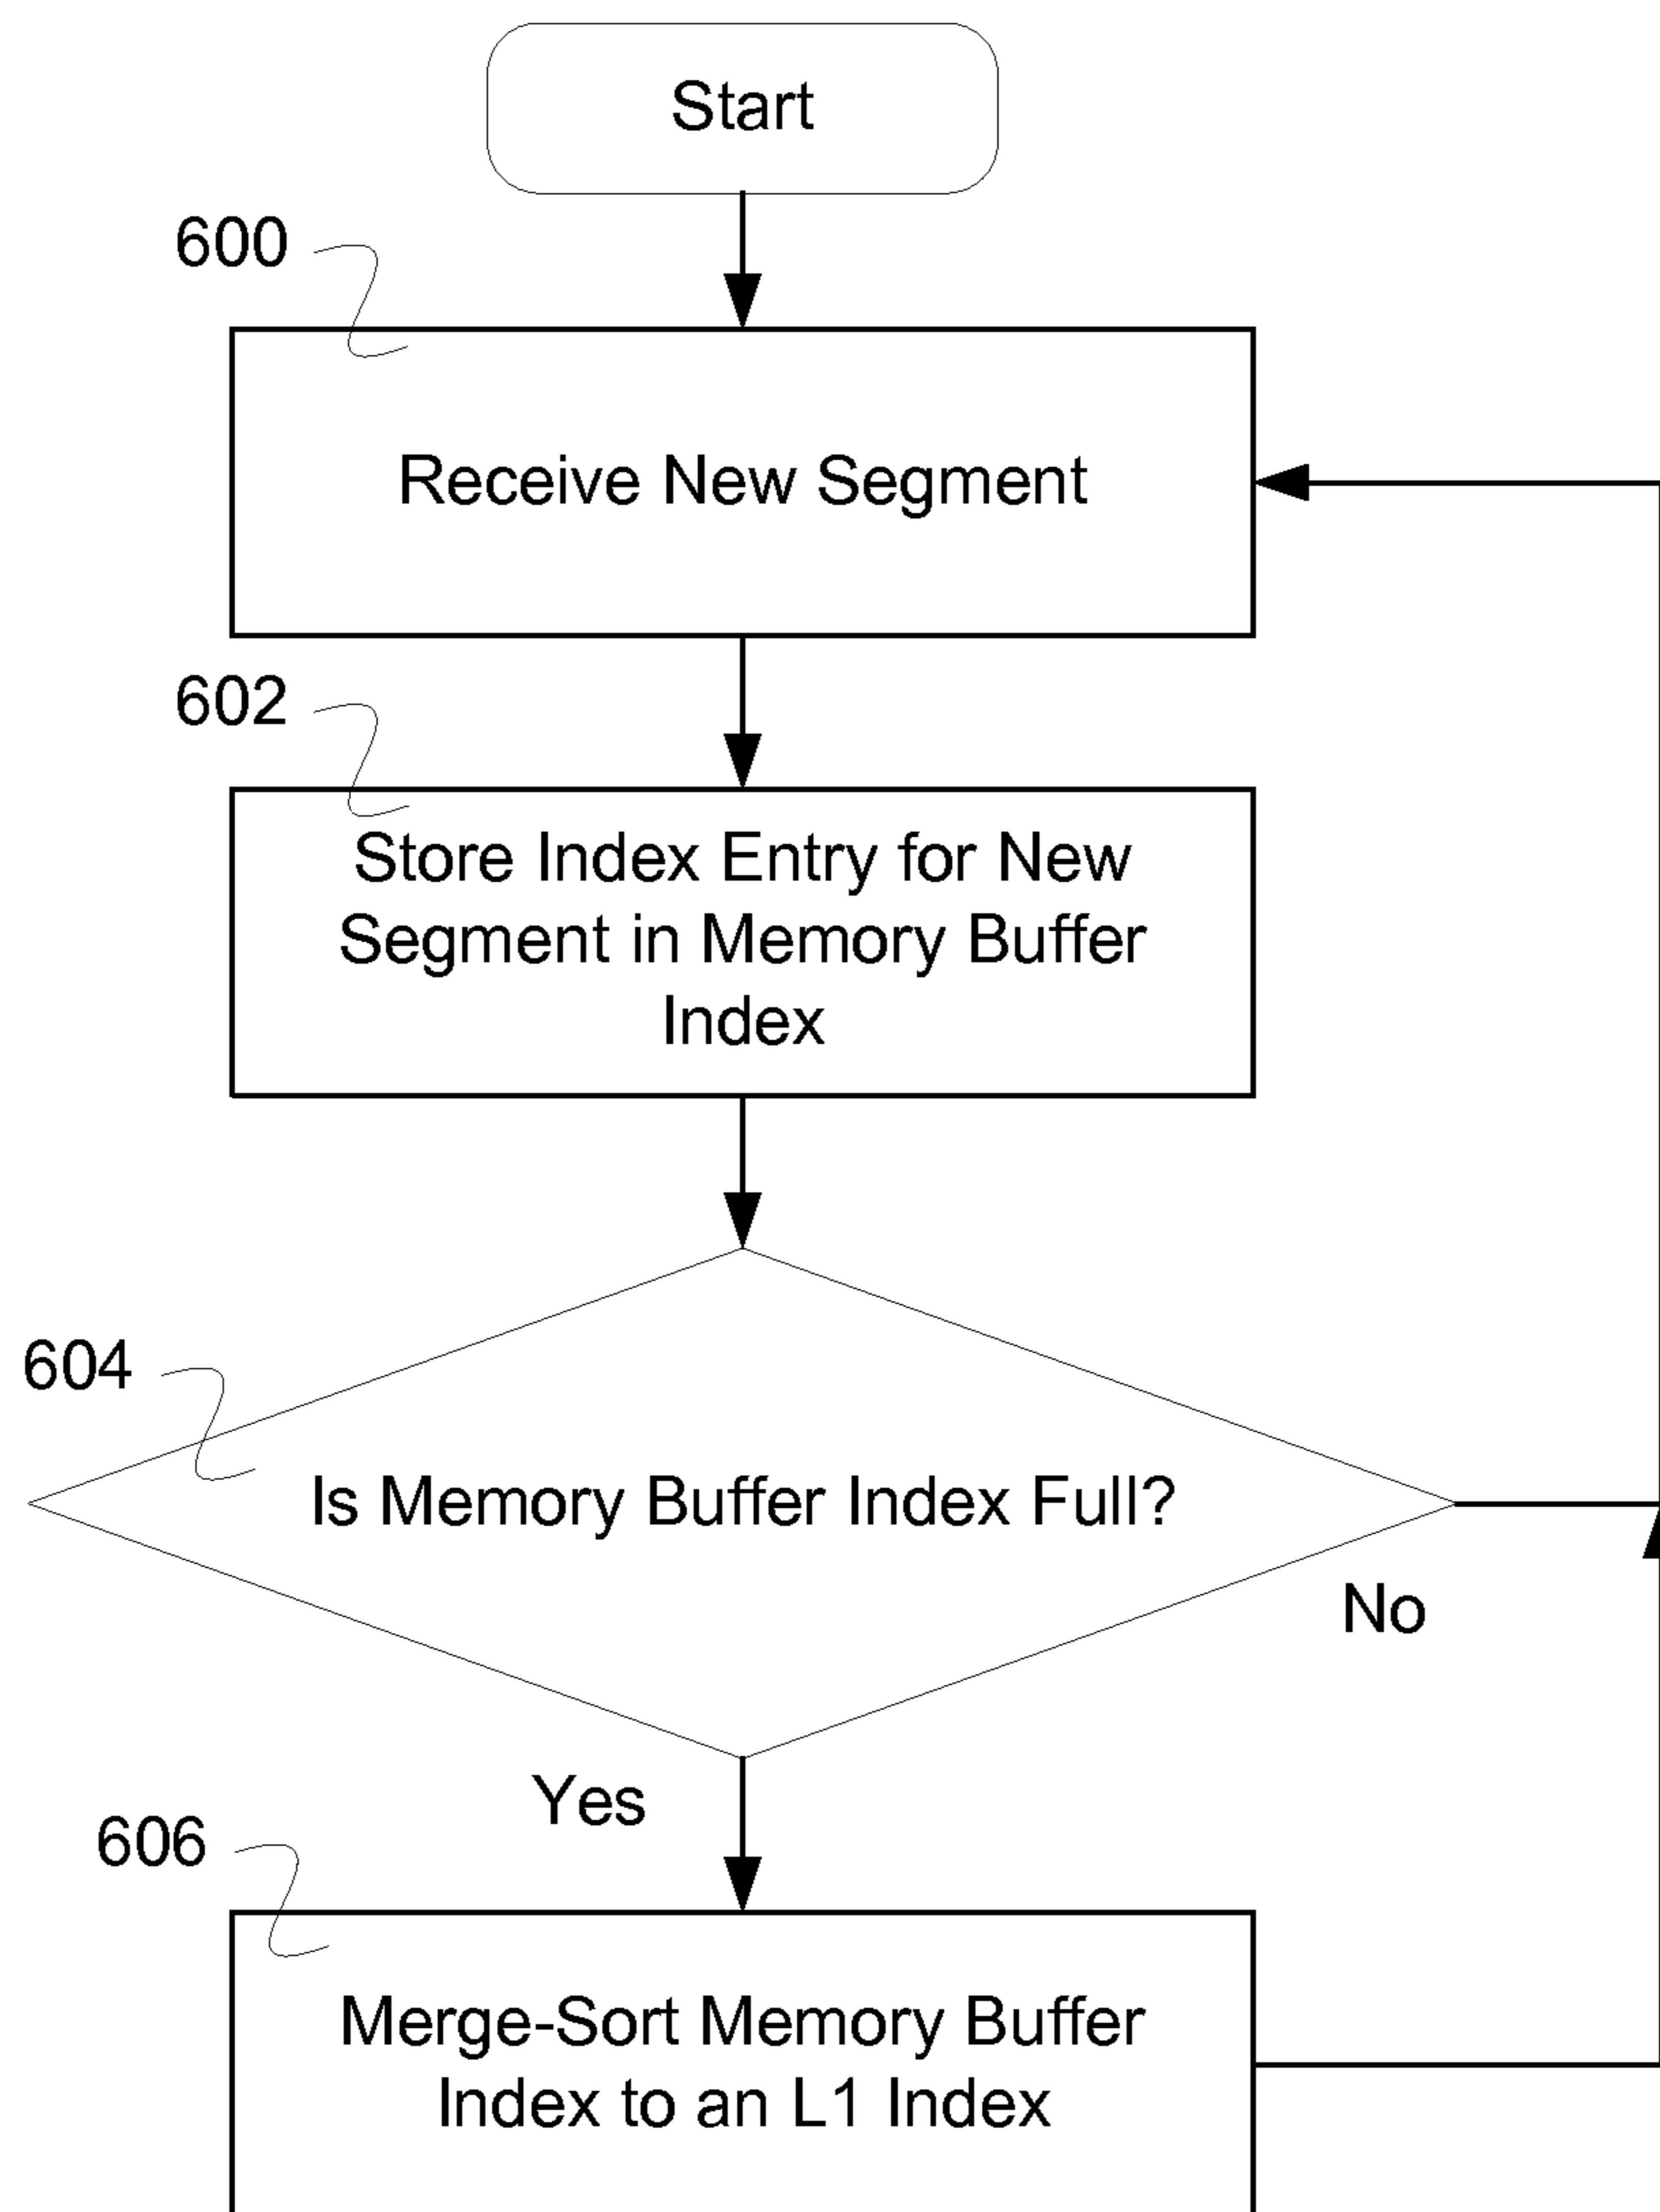 Start
600
Receive New Segment
602
Store Index Entry for New
Segment in Memory Buffer
Index
604
Is Memory Buffer Index Full?
No
Yes
606
Merge-Sort Memory Buffer
Index to an L1 Index